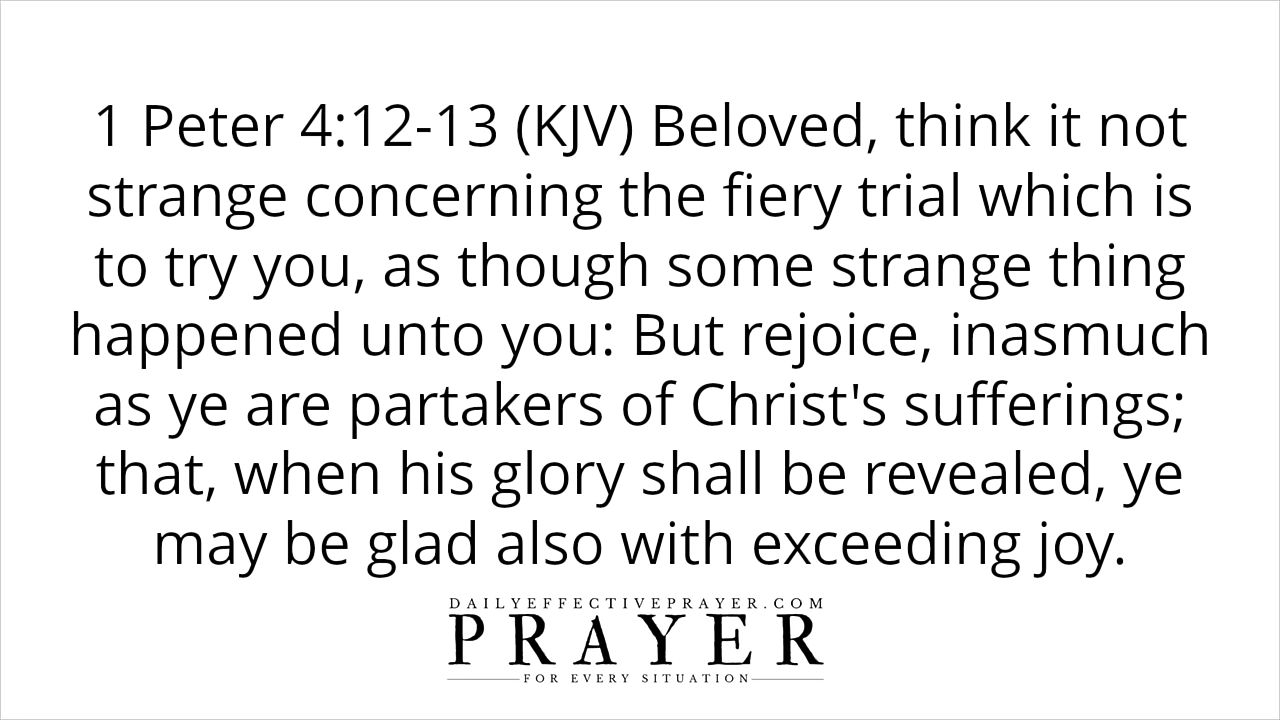 1 Peter 4:12-13 (KJV) Beloved, think it not
strange concerning the fiery trial which is
to try you, as though some strange thing
happened unto you: But rejoice, inasmuch
as ye are partakers of Christ's sufferings;
that, when his glory shall be revealed, ye
may be glad also with exceeding joy.
DAILYEFFECTIVEPRAYER.COM
PRAYER
FOR EVERY SITUATION